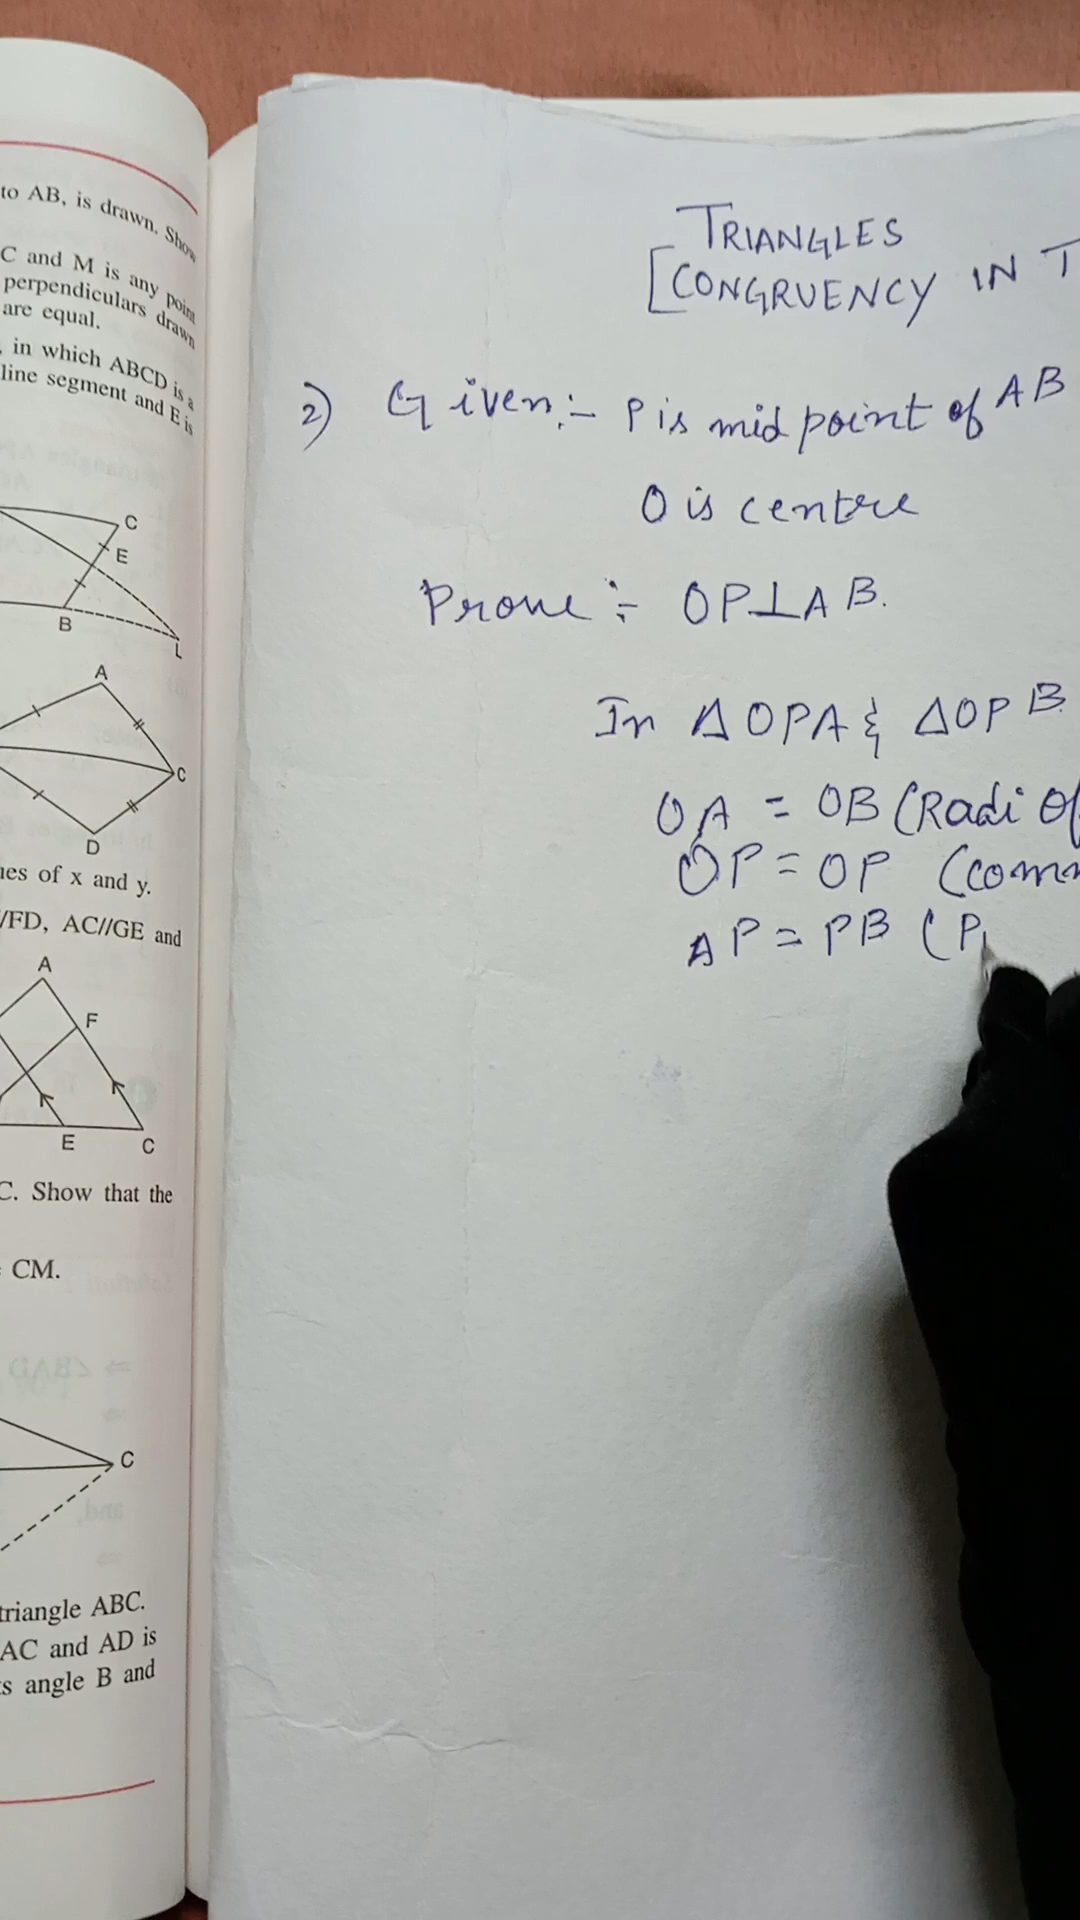 to AB, is drawn. Show
C and M is any point
perpendiculars drawn
are equal.
, in which ABCD is a
line segment and E is
C
E
B
L
A
C
D
ues of x and y.
//FD, AC//GE and
A
F
E
C
C. Show that the
CM.
C
triangle ABC.
AC and AD is
s angle B and
TRIANGLES
[CONGRUENCY IN T
2) Given:- P is mid point of AB
O is centre
Prove :- OP⊥AB.
In ΔOPA & ΔOPB.
OA = OB (Radi of
OP = OP (comm
AP = PB (P